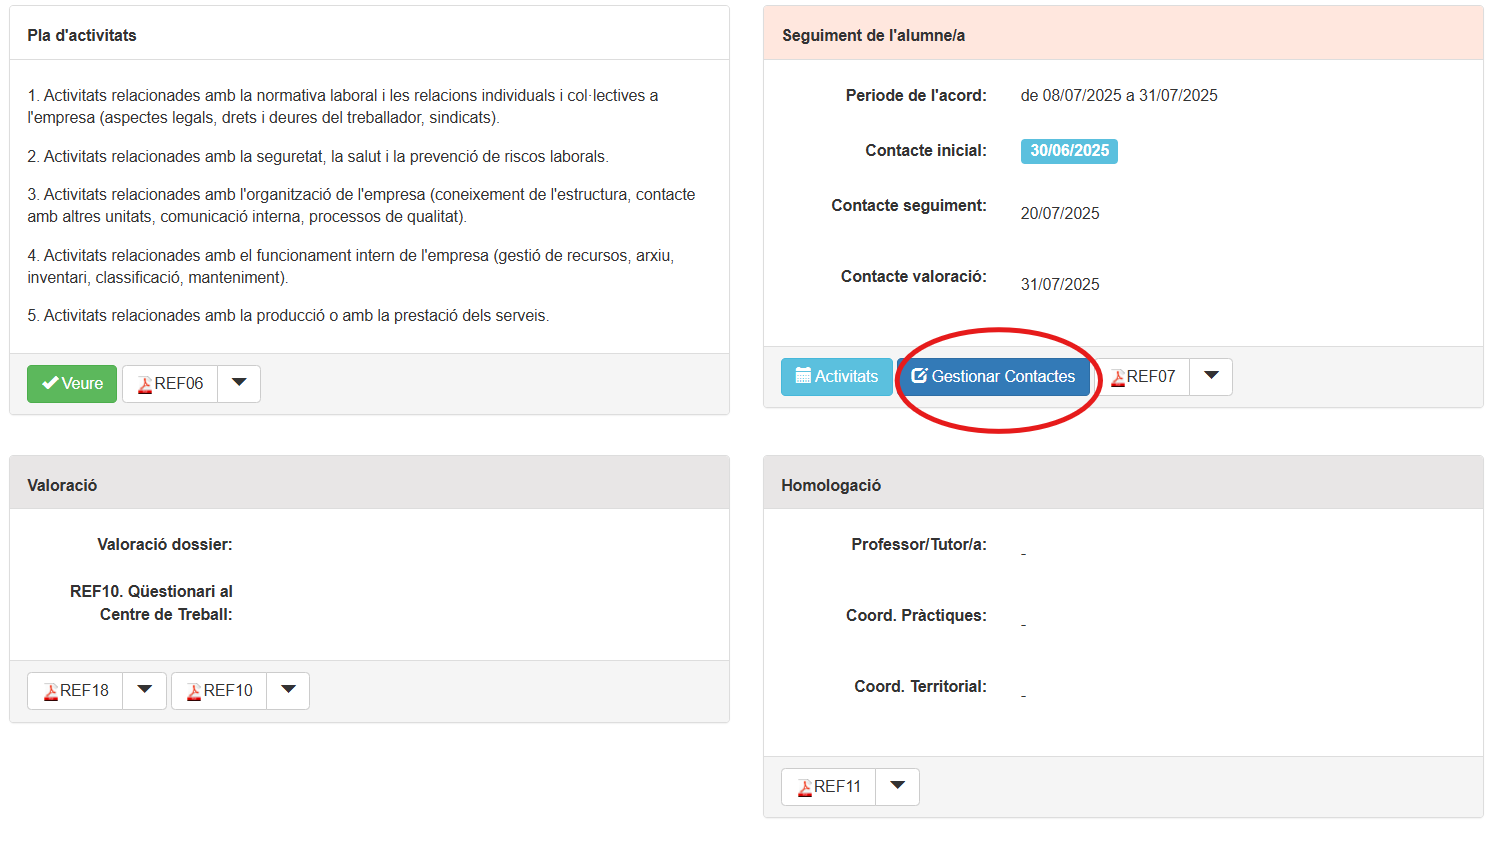 Pla d'activitats
1. Activitats relacionades amb la normativa laboral i les relacions individuals i col·lectives a
l'empresa (aspectes legals, drets i deures del treballador, sindicats).
2. Activitats relacionades amb la seguretat, la salut i la prevenció de riscos laborals.
3. Activitats relacionades amb l'organització de l'empresa (coneixement de l'estructura, contacte
amb altres unitats, comunicació interna, processos de qualitat).
4. Activitats relacionades amb el funcionament intern de l'empresa (gestió de recursos, arxiu,
inventari, classificació, manteniment).
5. Activitats relacionades amb la producció o amb la prestació dels serveis.
Veure REF06
Seguiment de l'alumne/a
Periode de l'acord: de 08/07/2025 a 31/07/2025
Contacte inicial: 30/06/2025
Contacte seguiment: 20/07/2025
Contacte valoració: 31/07/2025
Activitats Gestionar Contactes REF07
Valoració
Valoració dossier:
REF10. Qüestionari al
Centre de Treball:
REF18 REF10
Homologació
Professor/Tutor/a: -
Coord. Pràctiques: -
Coord. Territorial: -
REF11